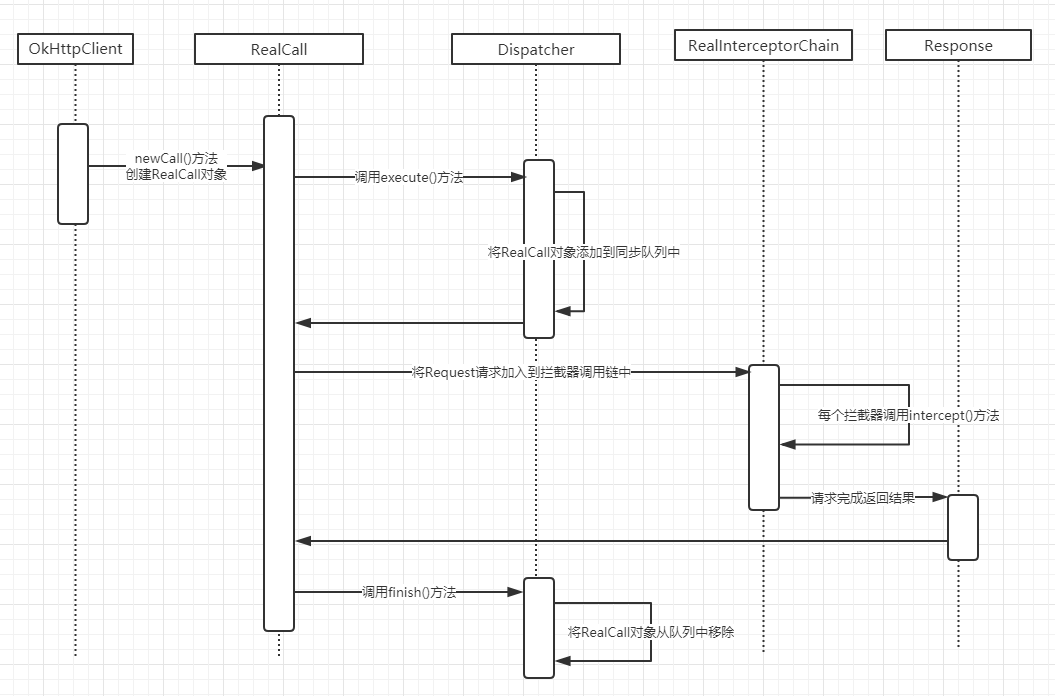 OkHttpClient
RealCall
Dispatcher
RealInterceptorChain
Response
newCall()方法
创建RealCall对象
调用execute()方法
将RealCall对象添加到同步队列中
将Request请求加入到拦截器调用链中
每个拦截器调用intercept()方法
请求完成返回结果
调用finish()方法
将RealCall对象从队列中移除